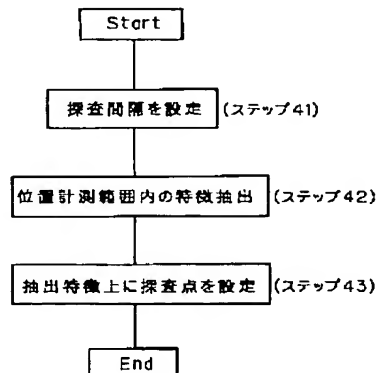 Start
探査間隔を設定 (ステップ41)
位置計測範囲内の特徴抽出 (ステップ42)
抽出特徴上に探査点を設定 (ステップ43)
End